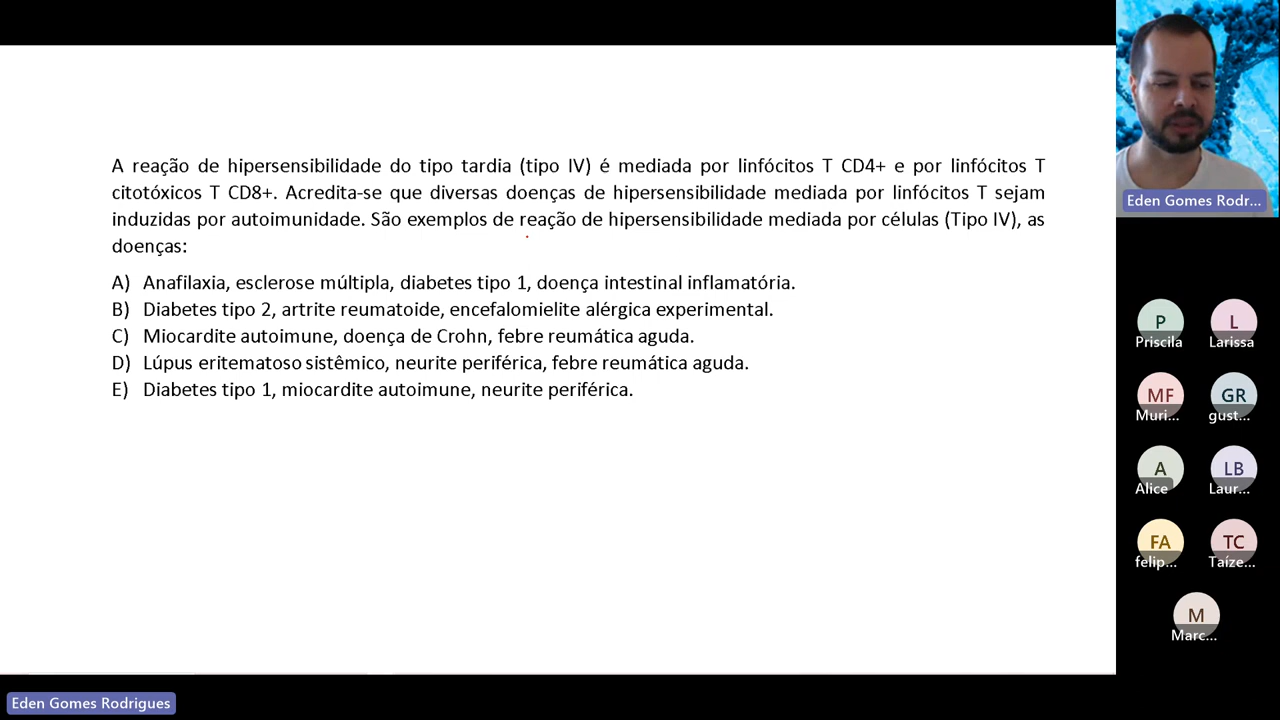 A reação de hipersensibilidade do tipo tardia (tipo IV) é mediada por linfócitos T CD4+ e por linfócitos T
citotóxicos T CD8+. Acredita-se que diversas doenças de hipersensibilidade mediada por linfócitos T sejam
induzidas por autoimunidade. São exemplos de reação de hipersensibilidade mediada por células (Tipo IV), as
doenças:
A) Anafilaxia, esclerose múltipla, diabetes tipo 1, doença intestinal inflamatória.
B) Diabetes tipo 2, artrite reumatoide, encefalomielite alérgica experimental.
C) Miocardite autoimune, doença de Crohn, febre reumática aguda.
D) Lúpus eritematoso sistêmico, neurite periférica, febre reumática aguda.
E) Diabetes tipo 1, miocardite autoimune, neurite periférica.
Eden Gomes Rodr...
P
Priscila
L
Larissa
MF
Muri...
GR
gust...
A
Alice
LB
Laur...
FA
felip...
TC
Taíze...
M
Marc...
Eden Gomes Rodrigues